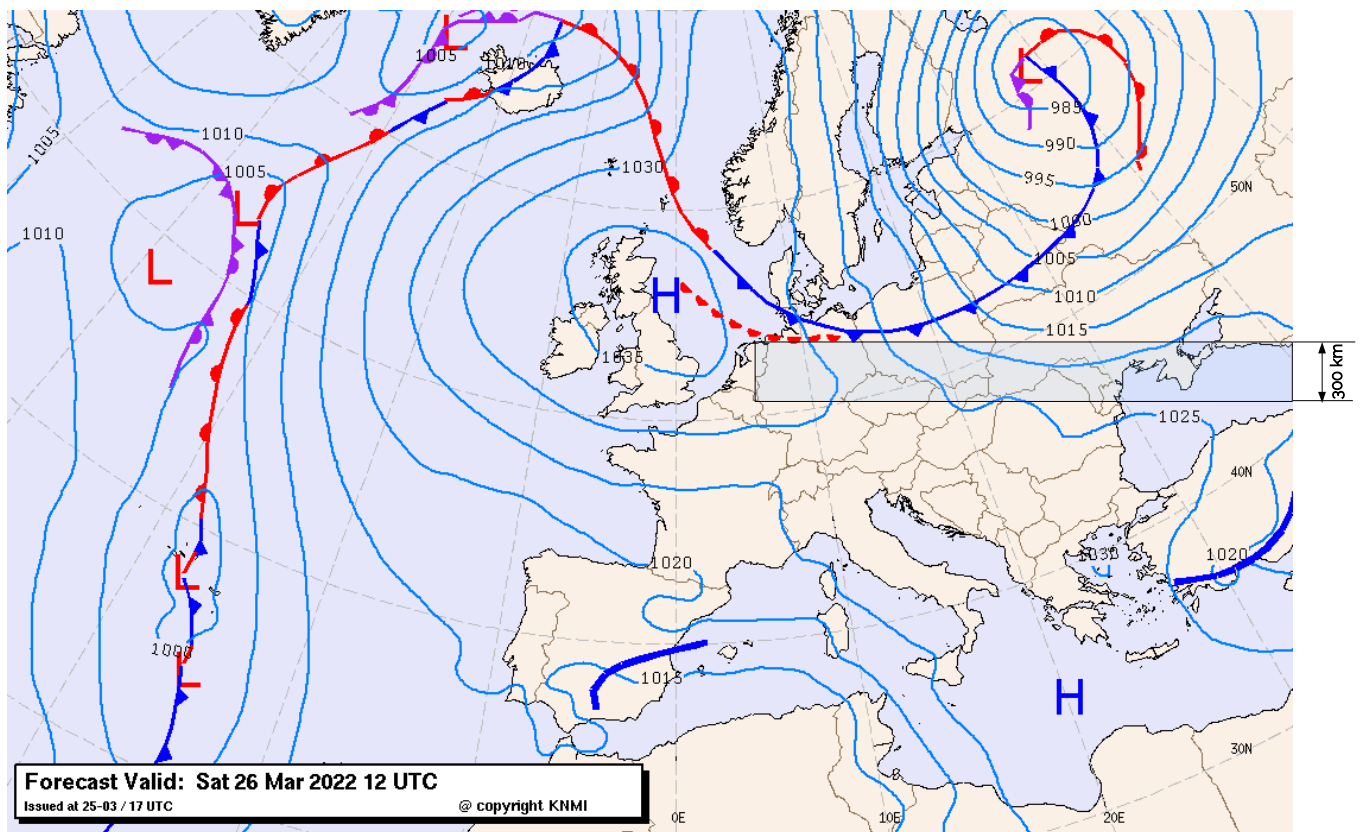 L
1005
1010
L
985
990
995
1000
1005
1010
1015
50N
1030
1005
1010
1005
L
1010
L
H
1035
300 km
1025
40N
1020
1030
1020
L
1000
L
1015
H
30N
Forecast Valid: Sat 26 Mar 2022 12 UTC
Issued at 25-03 / 17 UTC @ copyright KNMI
0E
10E
20E